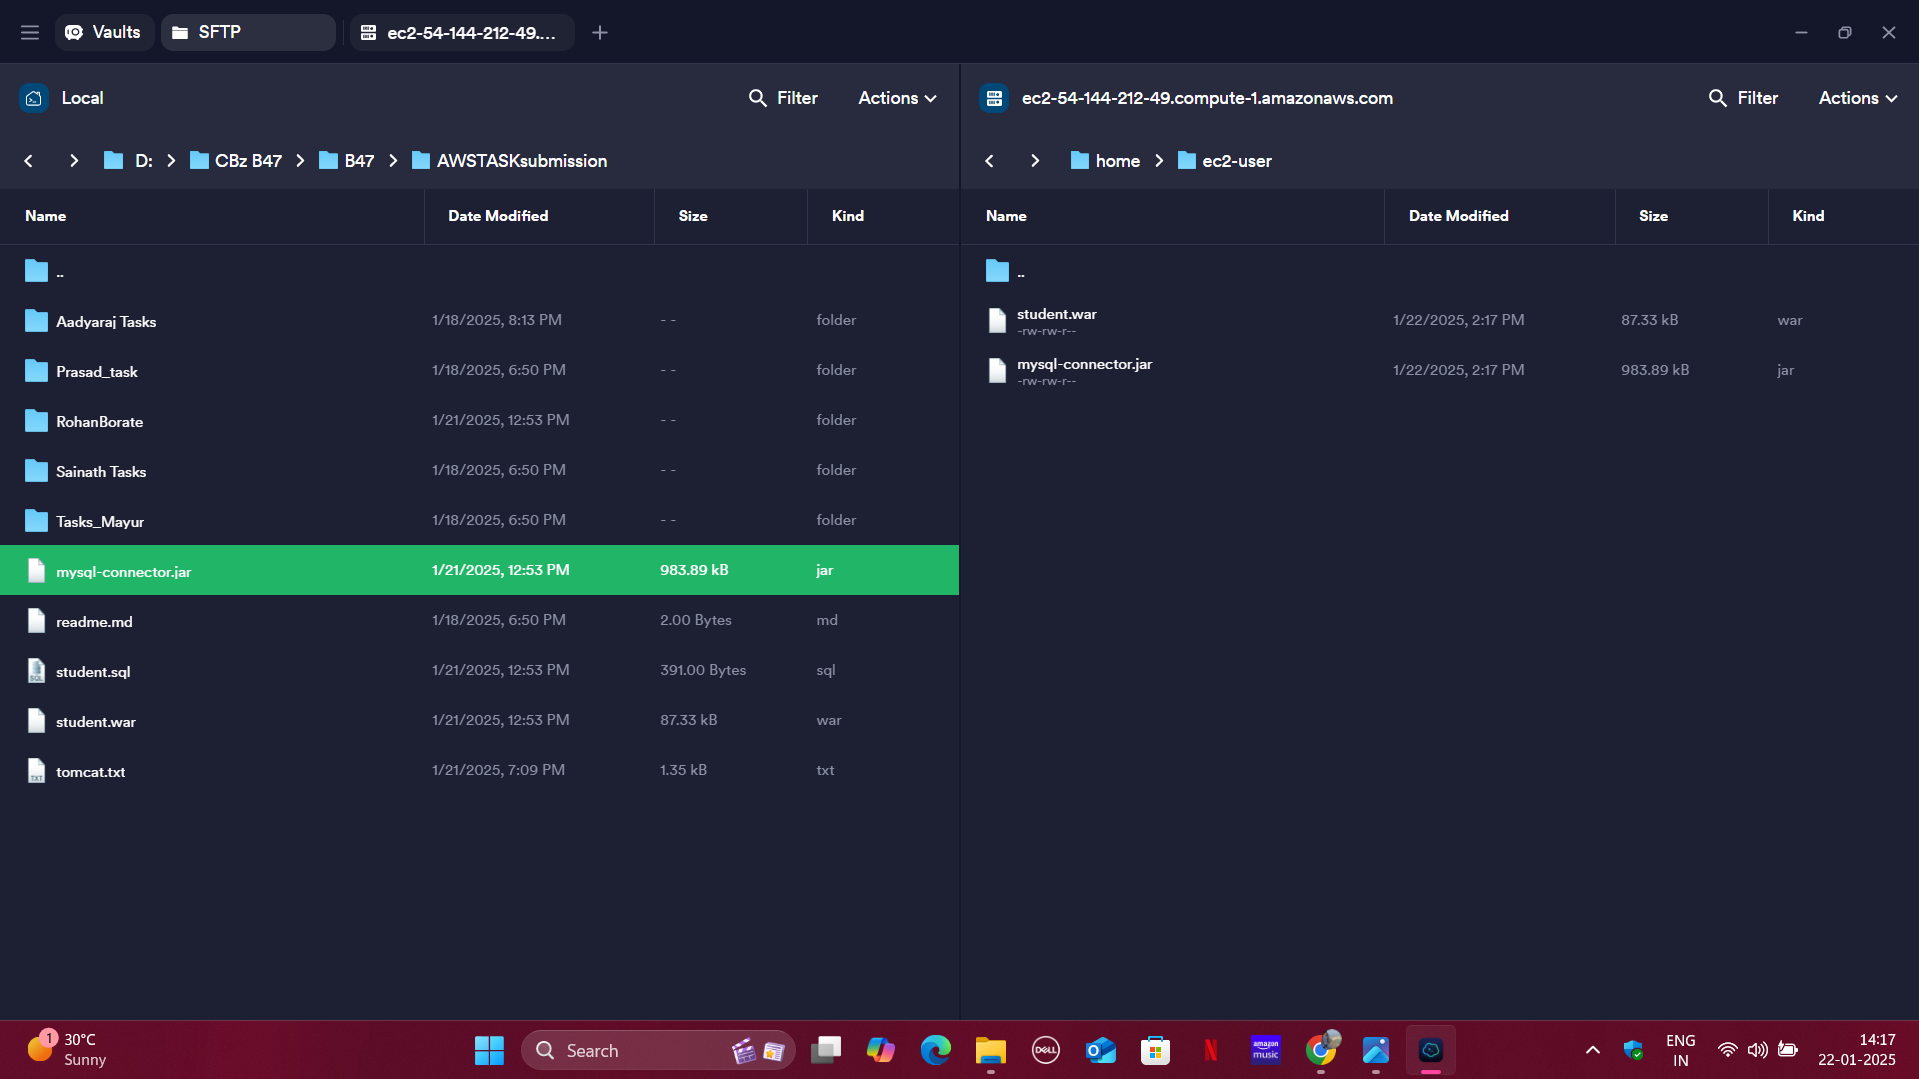 Vaults
SFTP
ec2-54-144-212-49....
Local
Filter
Actions
D:
CBz B47
B47
AWSTASKsubmission
Name Date Modified Size Kind
..
Aadyaraj Tasks 1/18/2025, 8:13 PM - - folder
Prasad_task 1/18/2025, 6:50 PM - - folder
RohanBorate 1/21/2025, 12:53 PM - - folder
Sainath Tasks 1/18/2025, 6:50 PM - - folder
Tasks_Mayur 1/18/2025, 6:50 PM - - folder
mysql-connector.jar 1/21/2025, 12:53 PM 983.89 kB jar
readme.md 1/18/2025, 6:50 PM 2.00 Bytes md
student.sql 1/21/2025, 12:53 PM 391.00 Bytes sql
student.war 1/21/2025, 12:53 PM 87.33 kB war
tomcat.txt 1/21/2025, 7:09 PM 1.35 kB txt
ec2-54-144-212-49.compute-1.amazonaws.com
Filter
Actions
home
ec2-user
Name Date Modified Size Kind
..
student.war 1/22/2025, 2:17 PM 87.33 kB war
-rw-rw-r--
mysql-connector.jar 1/22/2025, 2:17 PM 983.89 kB jar
-rw-rw-r--
1
30°C
Sunny
Search
DELL
amazon
music
ENG
IN
14:17
22-01-2025